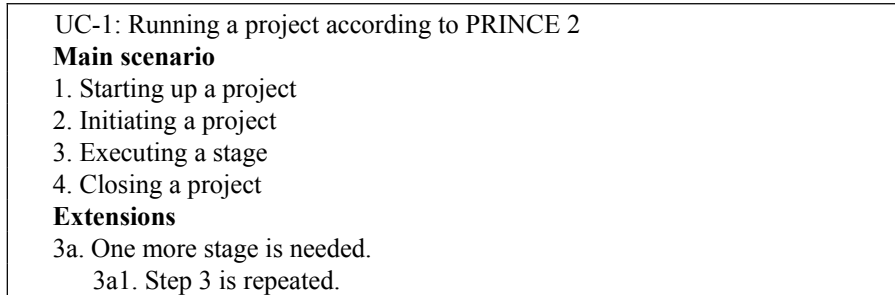 UC-1: Running a project according to PRINCE 2
Main scenario
1. Starting up a project
2. Initiating a project
3. Executing a stage
4. Closing a project
Extensions
3a. One more stage is needed.
3a1. Step 3 is repeated.